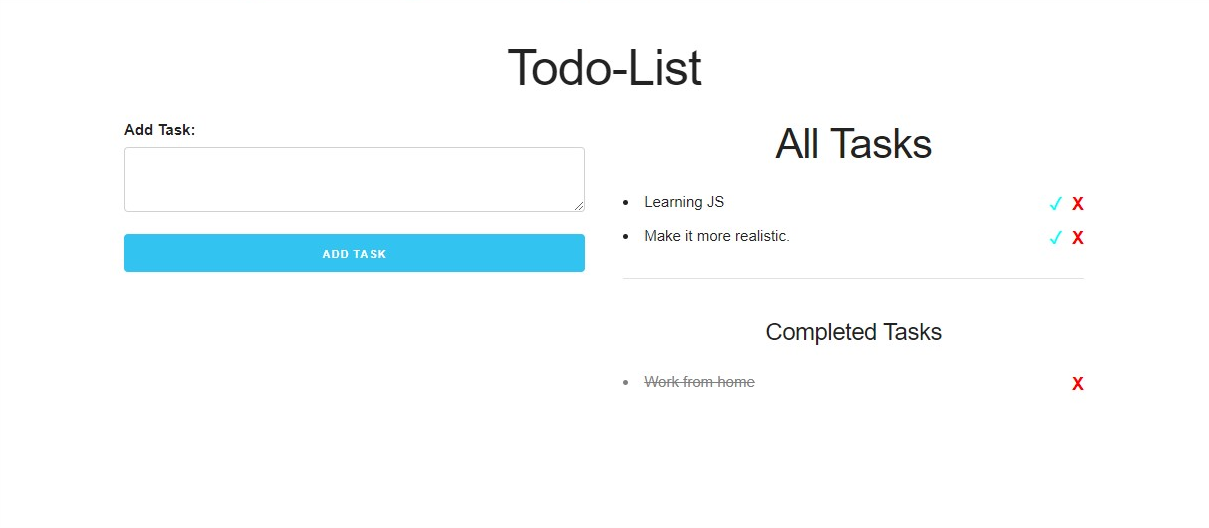 Todo-List
Add Task:
ADD TASK
All Tasks
Learning JS ✓ X
Make it more realistic. ✓ X
Completed Tasks
Work from home X